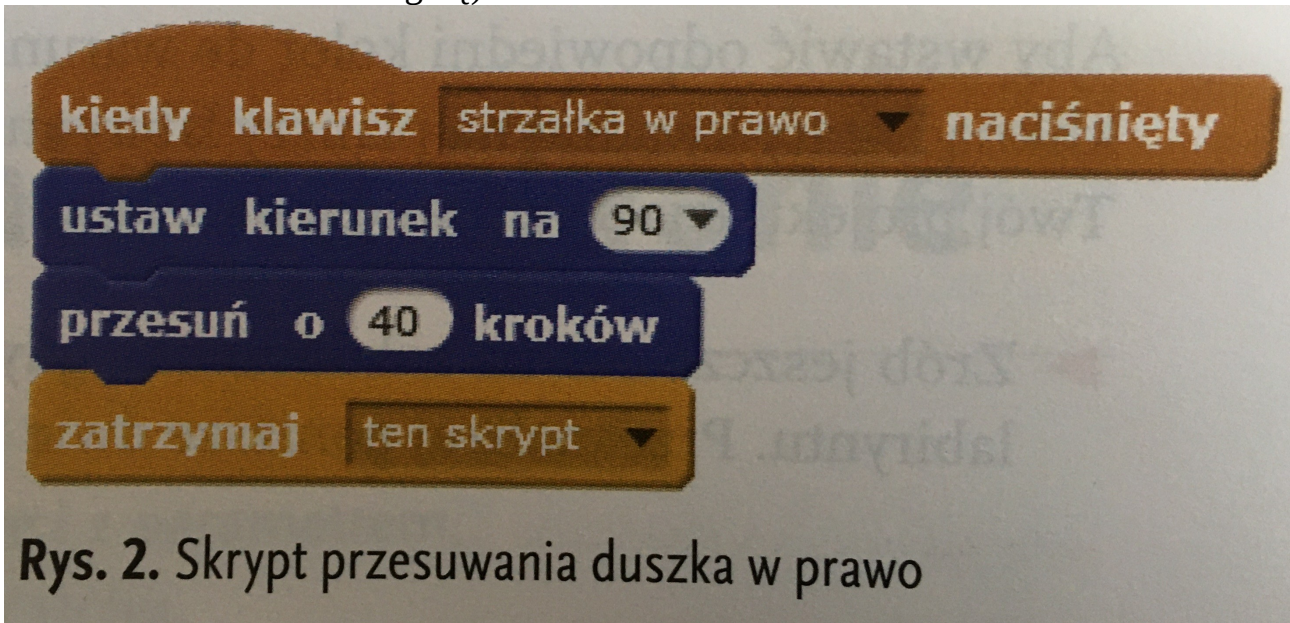 kiedy klawisz strzałka w prawo naciśnięty
ustaw kierunek na 90
przesuń o 40 kroków
zatrzymaj ten skrypt
Rys. 2. Skrypt przesuwania duszka w prawo